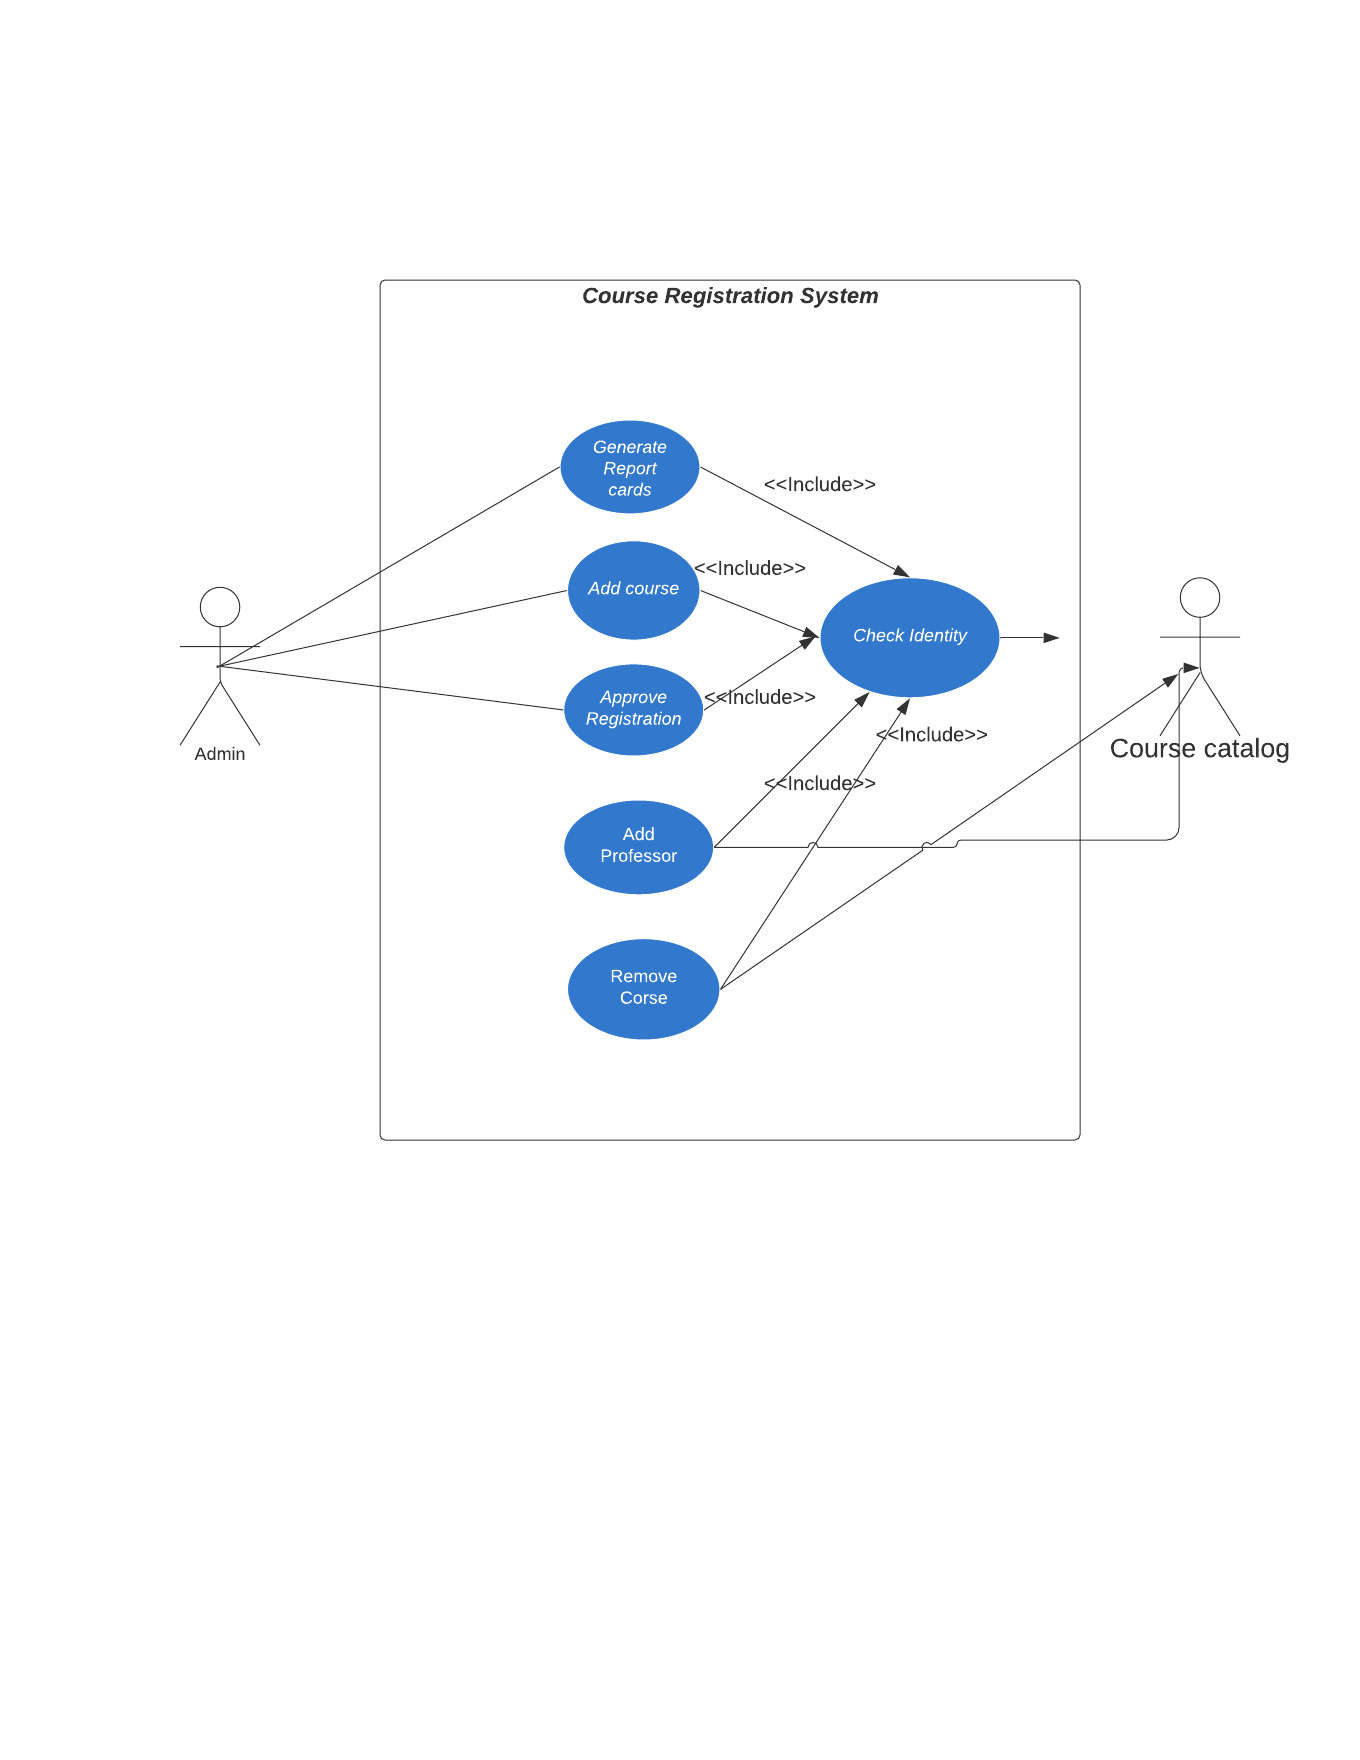 Course Registration System
Generate
Report
cards
<<Include>>
<<Include>>
Add course
Check Identity
Approve
Registration
<<Include>>
<<Include>>
Admin
Course catalog
<<Include>>
Add
Professor
Remove
Corse